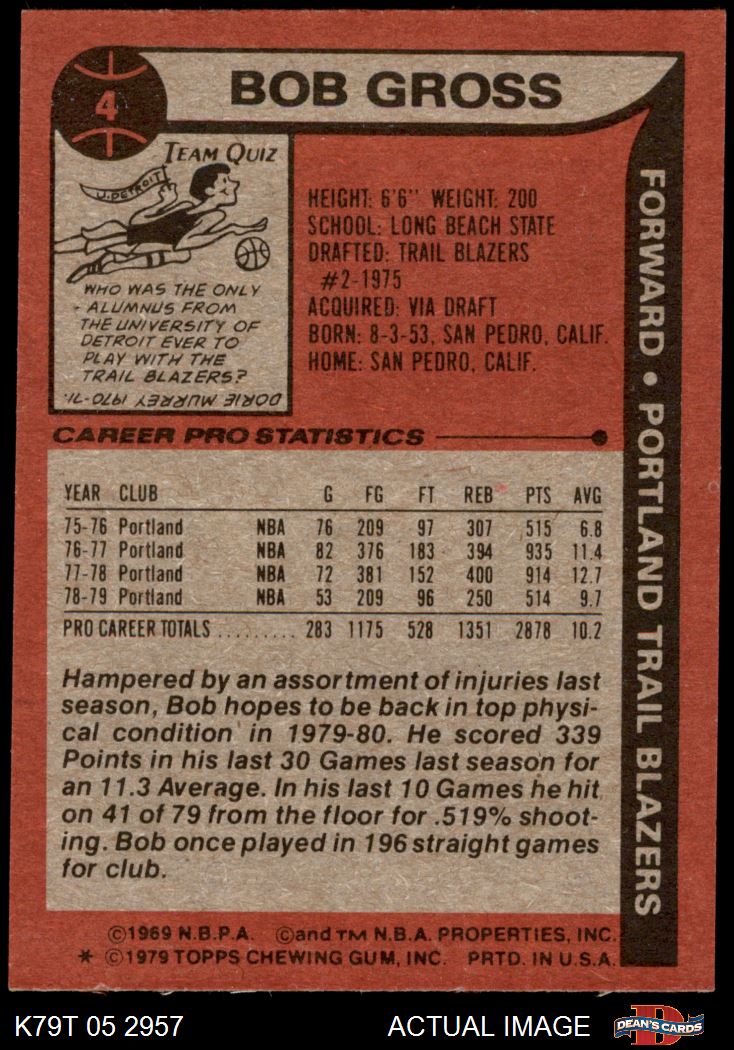 4
BOB GROSS
TEAM QUIZ
U. DETROIT
WHO WAS THE ONLY
ALUMNUS FROM
THE UNIVERSITY OF
DETROIT EVER TO
PLAY WITH THE
TRAIL BLAZERS?
DORIE MURREY 1970-71.
HEIGHT: 6'6" WEIGHT: 200
SCHOOL: LONG BEACH STATE
DRAFTED: TRAIL BLAZERS
#2-1975
ACQUIRED: VIA DRAFT
BORN: 8-3-53, SAN PEDRO, CALIF.
HOME: SAN PEDRO, CALIF.
FORWARD • PORTLAND TRAIL BLAZERS
CAREER PRO STATISTICS
YEAR CLUB G FG FT REB PTS AVG
75-76 Portland NBA 76 209 97 307 515 6.8
76-77 Portland NBA 82 376 183 394 935 11.4
77-78 Portland NBA 72 381 152 400 914 12.7
78-79 Portland NBA 53 209 96 250 514 9.7
PRO CAREER TOTALS ......... 283 1175 528 1351 2878 10.2
Hampered by an assortment of injuries last
season, Bob hopes to be back in top physi-
cal condition in 1979-80. He scored 339
Points in his last 30 Games last season for
an 11.3 Average. In his last 10 Games he hit
on 41 of 79 from the floor for .519% shoot-
ing. Bob once played in 196 straight games
for club.
©1969 N.B.P.A. ©and TM N.B.A. PROPERTIES, INC.
* ©1979 TOPPS CHEWING GUM, INC. PRTD. IN U.S.A.
K79T 05 2957
ACTUAL IMAGE
D
DEAN'S CARDS